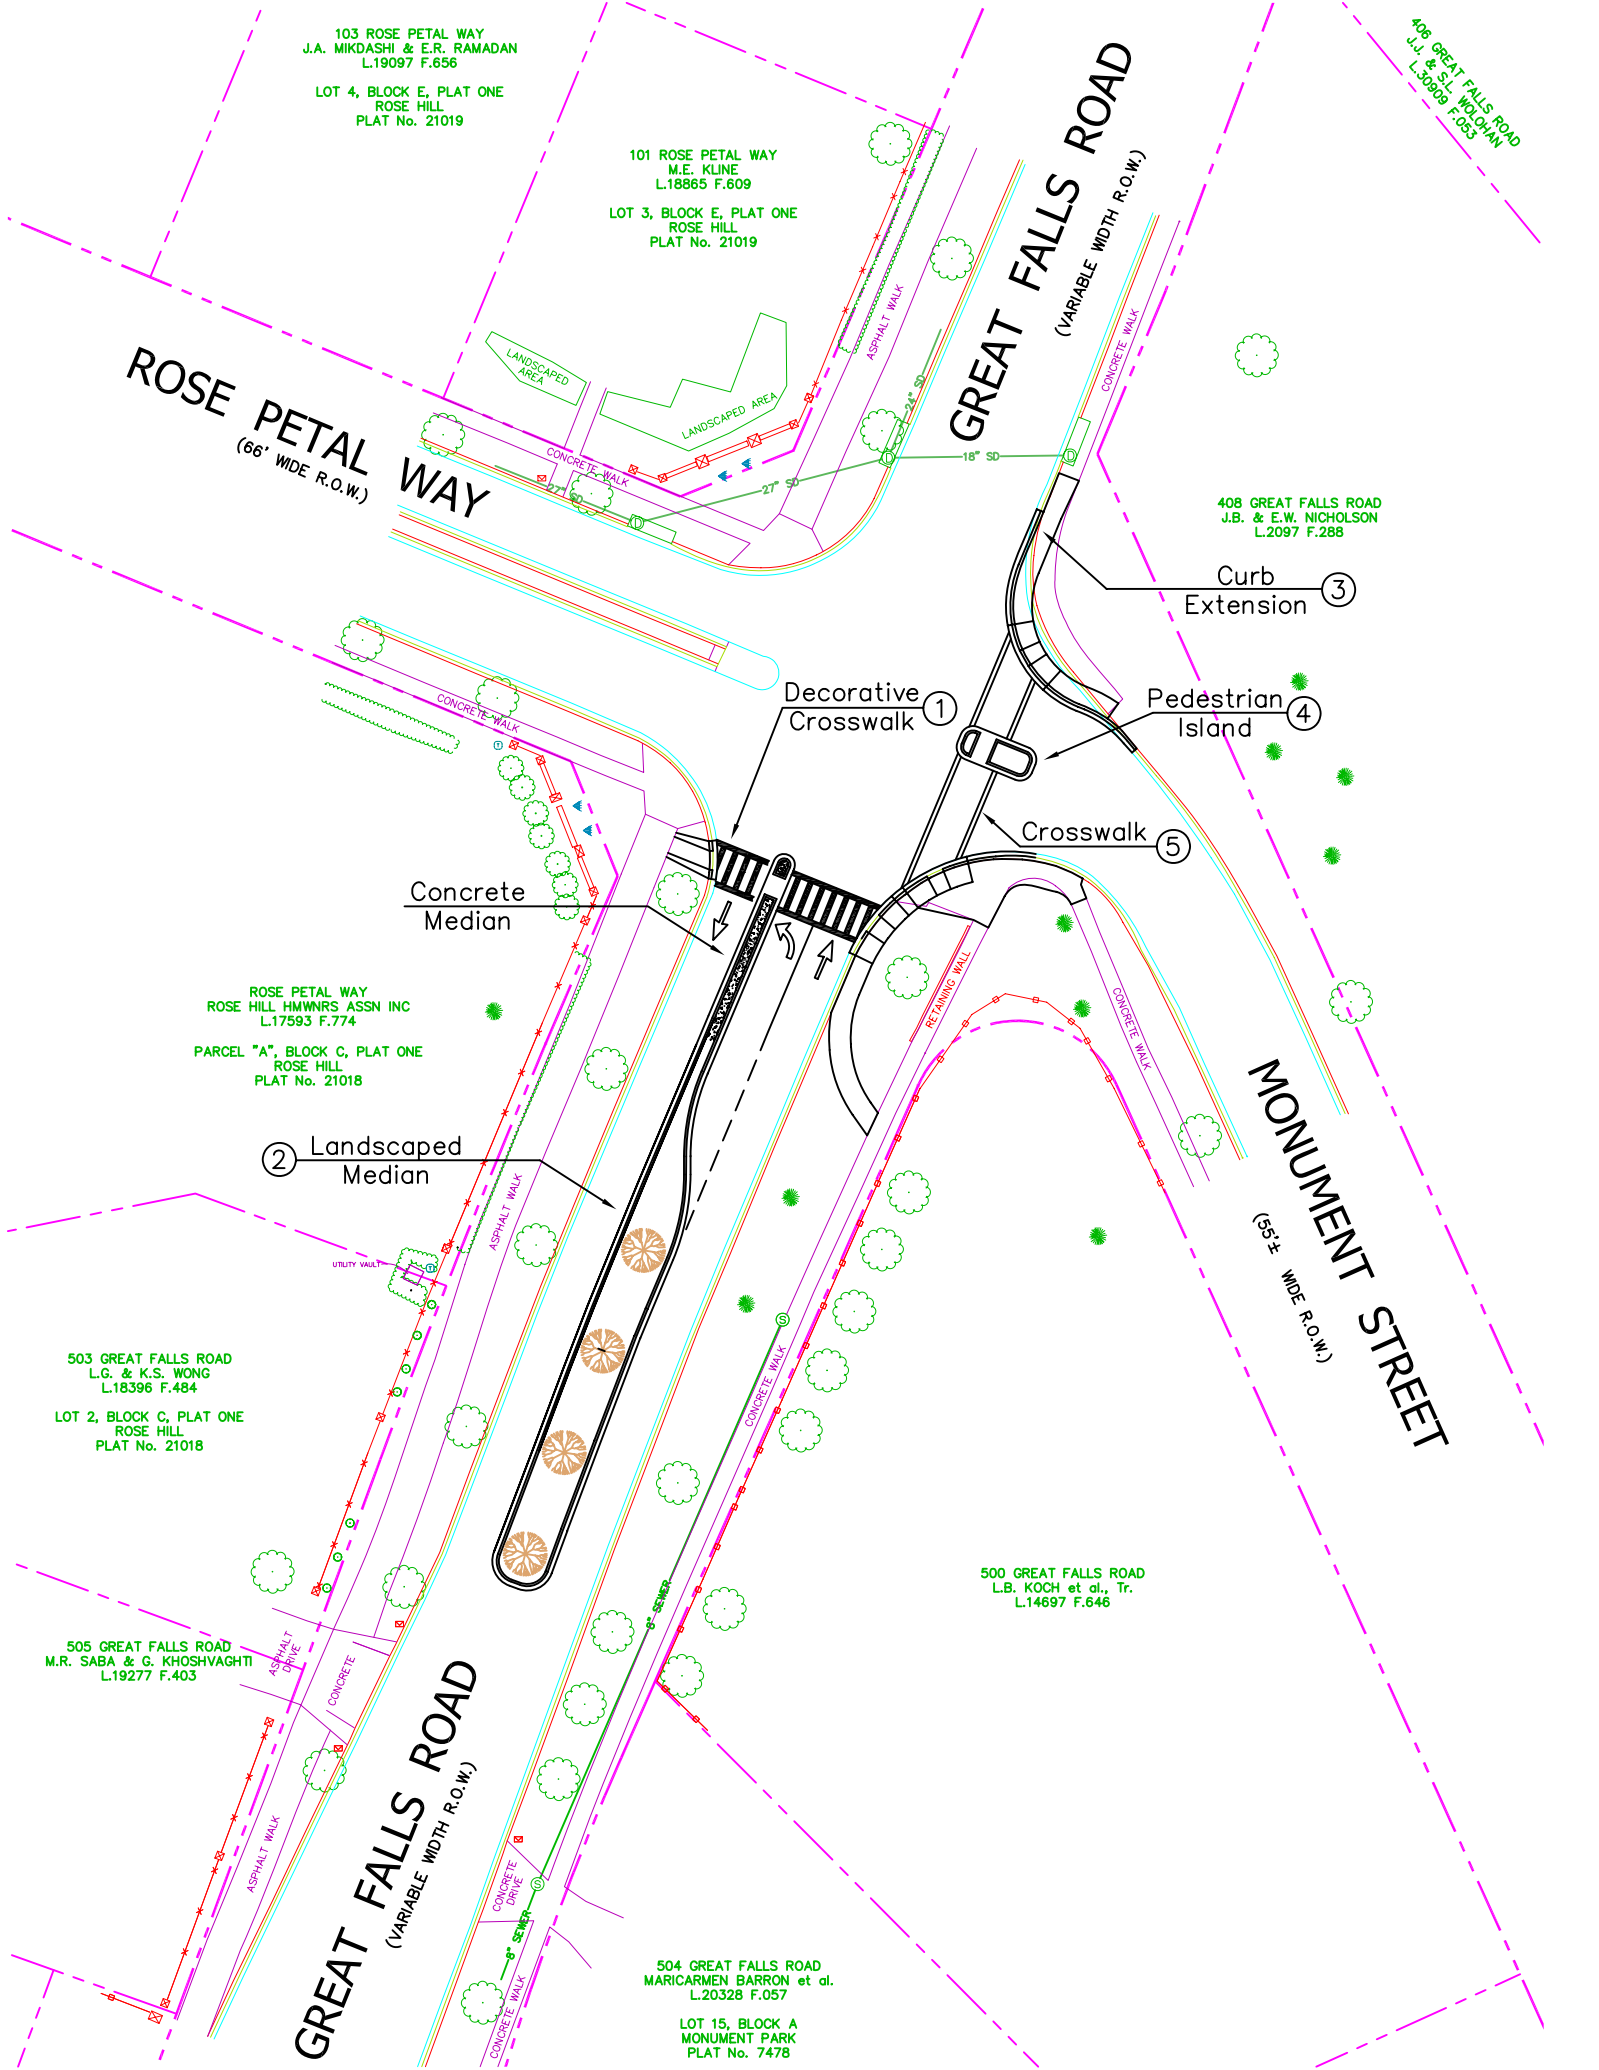 103 ROSE PETAL WAY
J.A. MIKDASHI & E.R. RAMADAN
L.19097 F.656
LOT 4, BLOCK E, PLAT ONE
ROSE HILL
PLAT No. 21019
101 ROSE PETAL WAY
M.E. KLINE
L.18865 F.609
LOT 3, BLOCK E, PLAT ONE
ROSE HILL
PLAT No. 21019
406 GREAT FALLS ROAD
J.J. & S.L. WOLOHAN
L.30909 F.053
GREAT FALLS ROAD
(VARIABLE WIDTH R.O.W.)
ASPHALT WALK
CONCRETE WALK
LANDSCAPED
AREA
LANDSCAPED AREA
ROSE PETAL WAY
(66' WIDE R.O.W.)
CONCRETE WALK
24" SD
18" SD
27" SD
27" SD
D
D
D
408 GREAT FALLS ROAD
J.B. & E.W. NICHOLSON
L.2097 F.288
Curb
Extension
3
CONCRETE WALK
T
Decorative
Crosswalk
1
Pedestrian
Island
4
Crosswalk
5
Concrete
Median
RETAINING WALL
CONCRETE WALK
ROSE PETAL WAY
ROSE HILL HMWNRS ASSN INC
L.17593 F.774
PARCEL "A", BLOCK C, PLAT ONE
ROSE HILL
PLAT No. 21018
2
Landscaped
Median
ASPHALT WALK
UTILITY VAULT
T
MONUMENT STREET
(55'± WIDE R.O.W.)
S
CONCRETE WALK
503 GREAT FALLS ROAD
L.G. & K.S. WONG
L.18396 F.484
LOT 2, BLOCK C, PLAT ONE
ROSE HILL
PLAT No. 21018
500 GREAT FALLS ROAD
L.B. KOCH et al., Tr.
L.14697 F.646
8" SEWER
505 GREAT FALLS ROAD
M.R. SABA & G. KHOSHVAGHTI
L.19277 F.403
ASPHALT
DRIVE
CONCRETE
ASPHALT WALK
GREAT FALLS ROAD
(VARIABLE WIDTH R.O.W.)
CONCRETE
DRIVE
S
8" SEWER
CONCRETE WALK
504 GREAT FALLS ROAD
MARICARMEN BARRON et al.
L.20328 F.057
LOT 15, BLOCK A
MONUMENT PARK
PLAT No. 7478